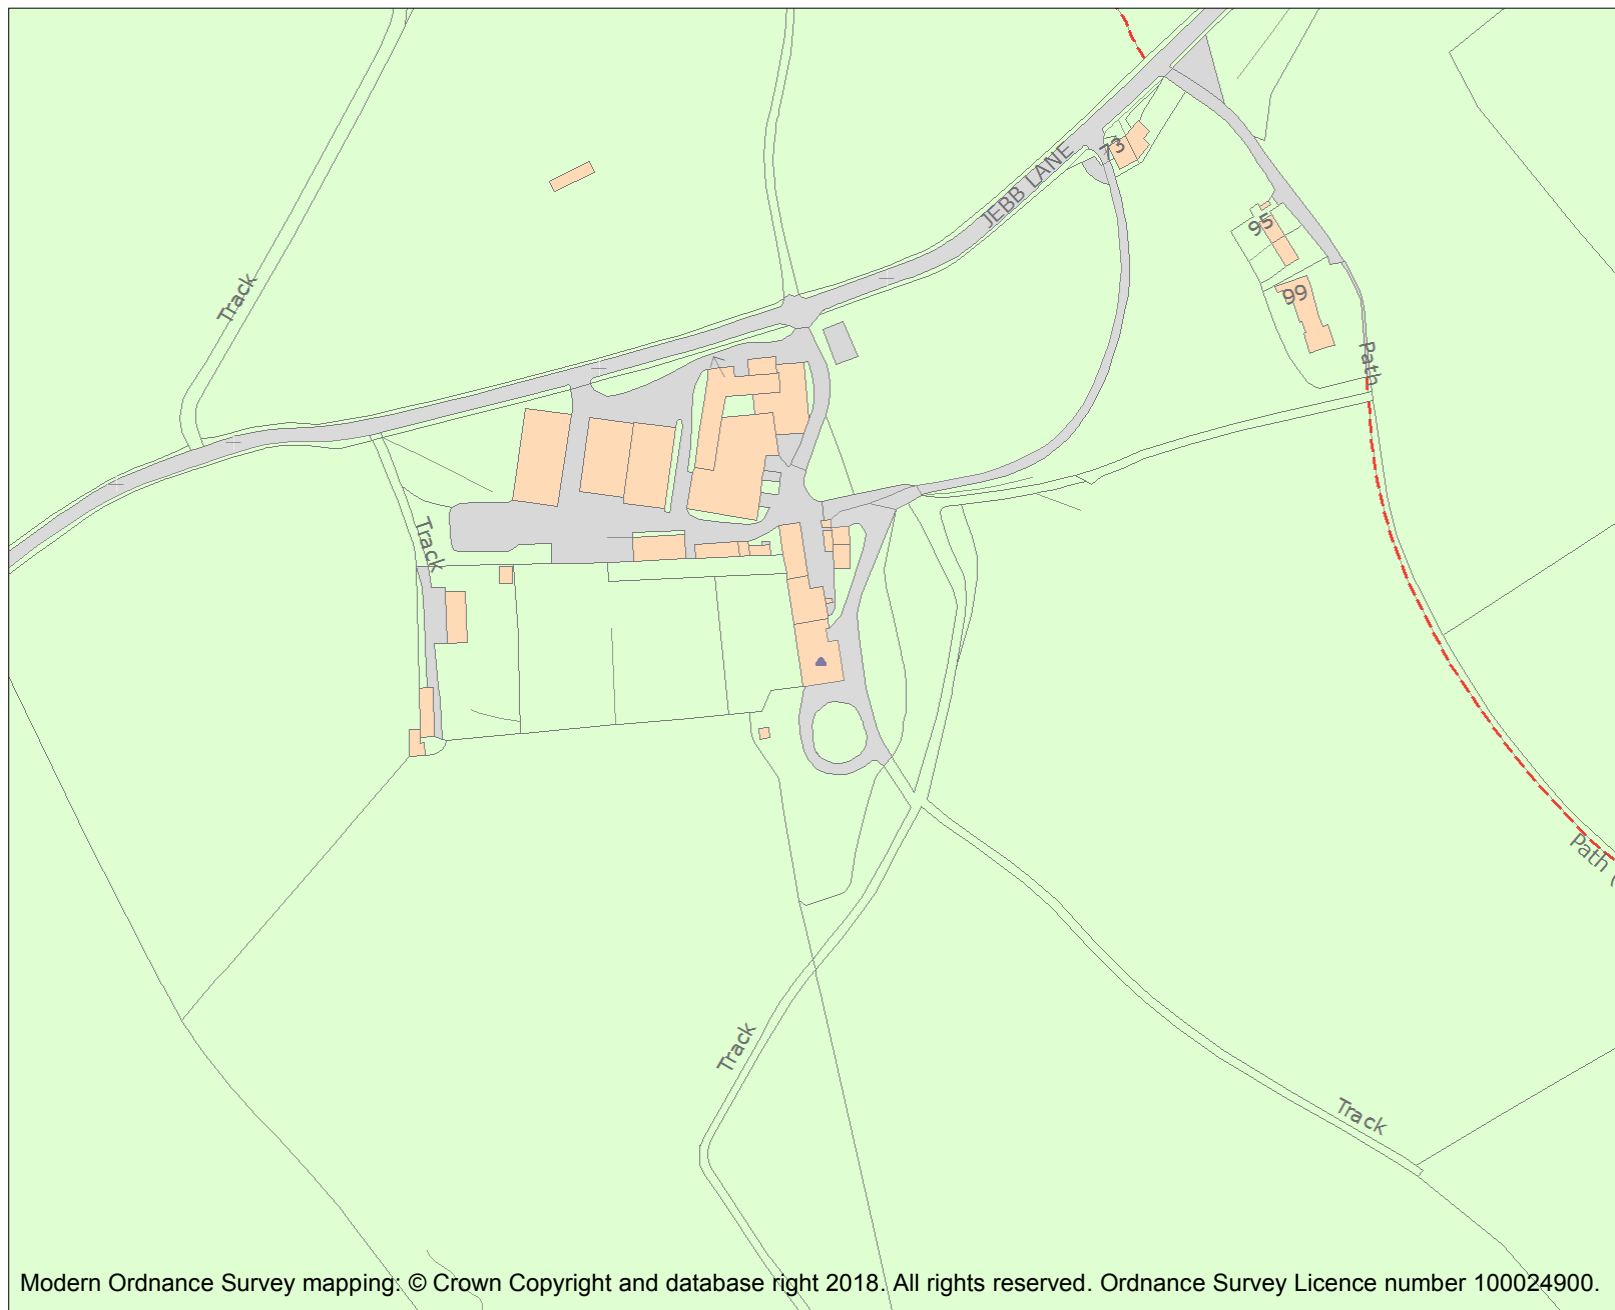 73
JEBB LANE
95
99
Track
Path
Track
Path (
Track
Track
Modern Ordnance Survey mapping: © Crown Copyright and database right 2018. All rights reserved. Ordnance Survey Licence number 100024900.